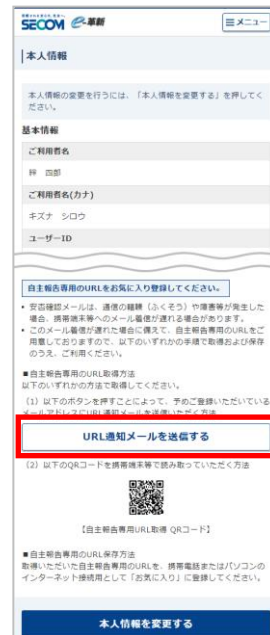 SECOM e-革新
メニュー
本人情報
本人情報の変更を行うには、「本人情報を変更する」を押してく
ださい。
基本情報
ご利用者名
絆 四郎
ご利用者名(カナ)
キズナ シロウ
ユーザーID
自主報告専用のURLをお気に入り登録してください。
• 安否確認メールは、通信の輻輳(ふくそう)や障害等が発生した
場合、携帯端末等へのメール着信が遅れる場合があります。
• このメール着信が遅れた場合に備えて、自主報告専用のURLをご
用意しておりますので、以下のいずれかの手順で取得および保存
のうえ、ご利用ください。
■自主報告専用のURL取得方法
以下のいずれかの方法で取得してください。
(1)以下のボタンを押すことによって、予めご登録いただいている
メールアドレスにURL通知メールを送信いただく方法
URL通知メールを送信する
(2)以下のQRコードを携帯端末等で読み取っていただく方法
【自主報告専用URL取得 QRコード】
■自主報告専用のURL保存方法
取得いただいた自主報告専用のURLを、携帯電話またはパソコンの
インターネット接続用として「お気に入り」に登録してください。
本人情報を変更する